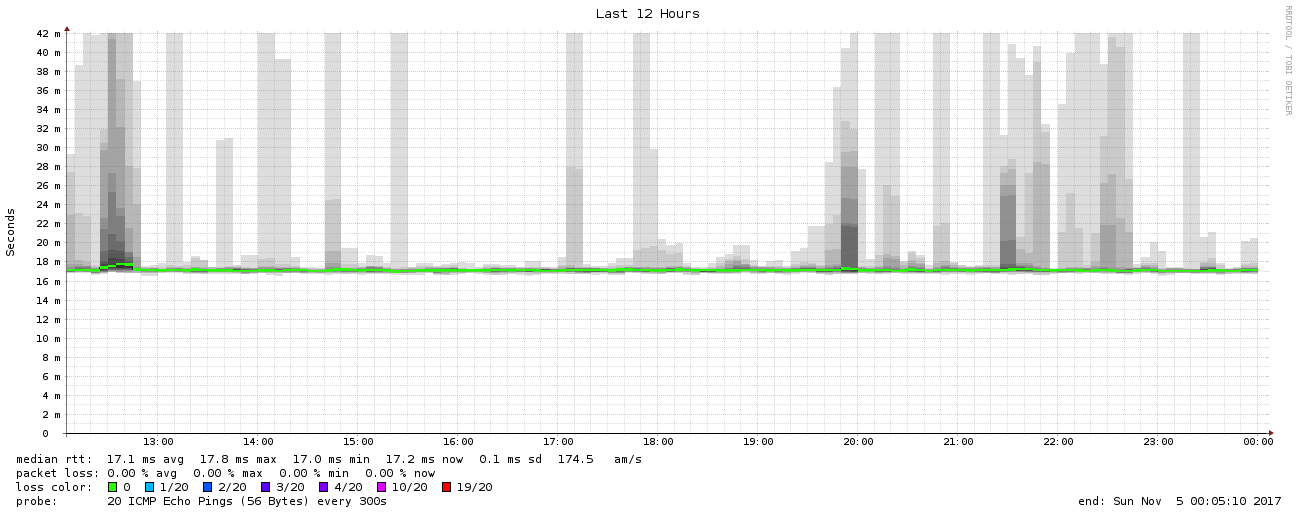 Last 12 Hours
RRDTOOL / TOBI OETIKER
Seconds
42 m
40 m
38 m
36 m
34 m
32 m
30 m
28 m
26 m
24 m
22 m
20 m
18 m
16 m
14 m
12 m
10 m
8 m
6 m
4 m
2 m
0
13:00 14:00 15:00 16:00 17:00 18:00 19:00 20:00 21:00 22:00 23:00 00:00
median rtt: 17.1 ms avg 17.8 ms max 17.0 ms min 17.2 ms now 0.1 ms sd 174.5 am/s
packet loss: 0.00 % avg 0.00 % max 0.00 % min 0.00 % now
loss color: 0 1/20 2/20 3/20 4/20 10/20 19/20
probe: 20 ICMP Echo Pings (56 Bytes) every 300s end: Sun Nov 5 00:05:10 2017